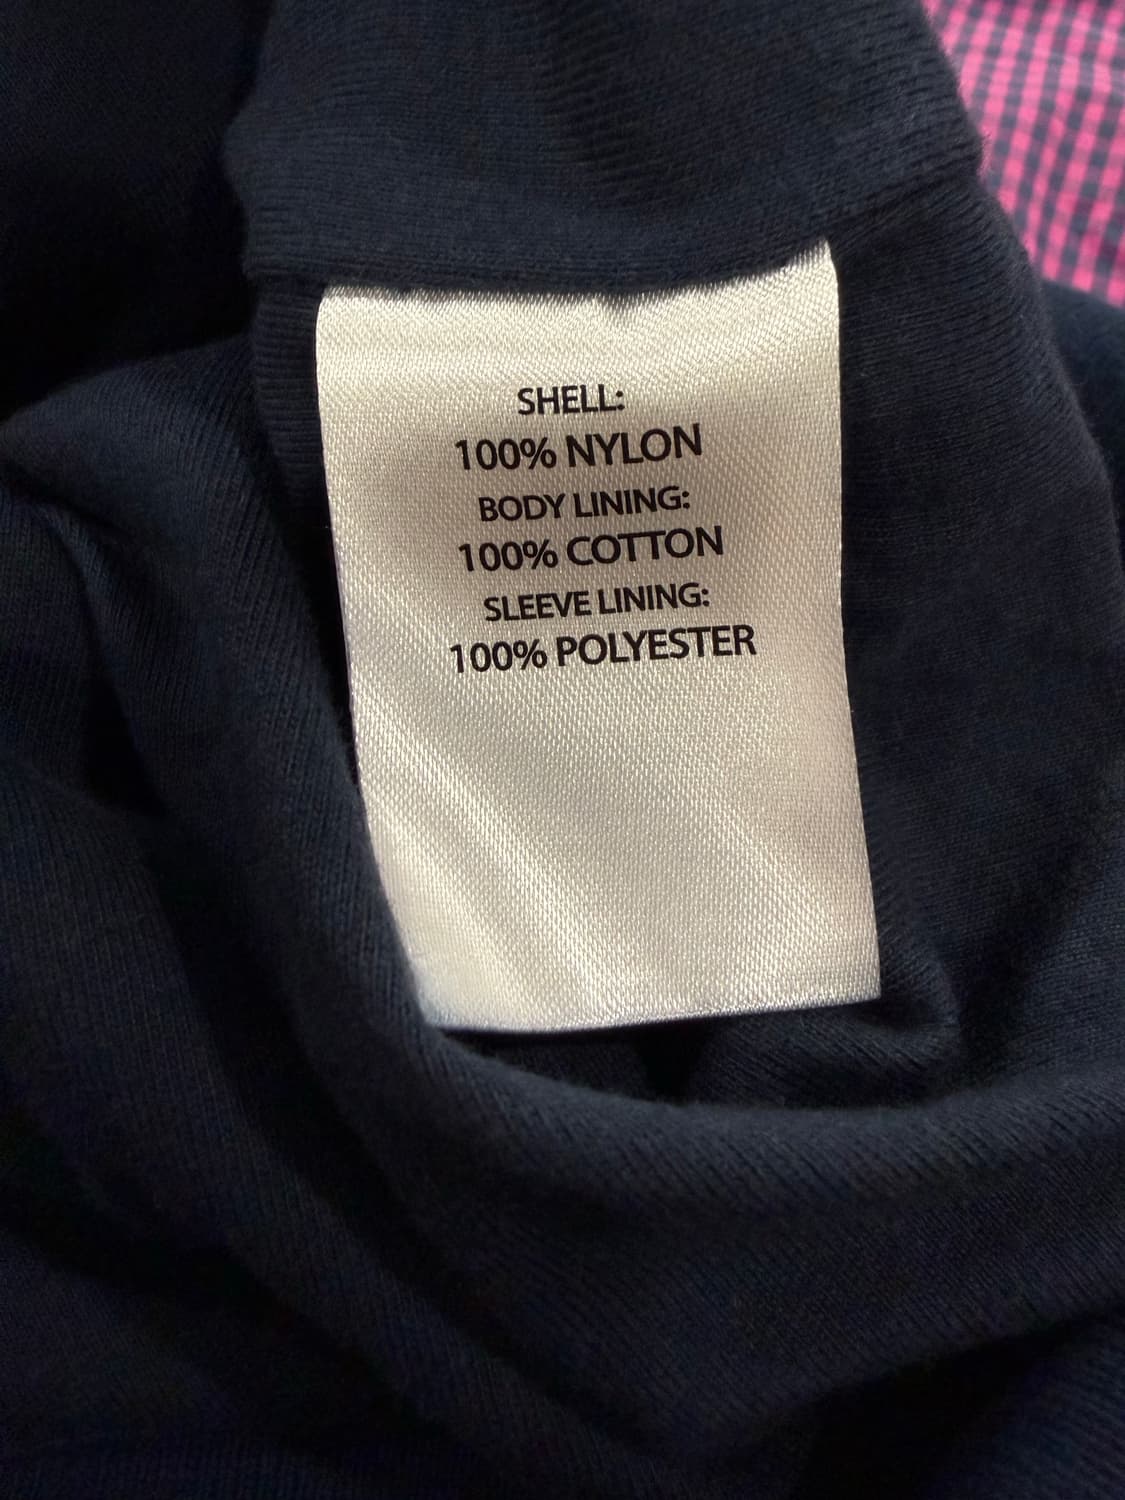 SHELL:
100% NYLON
BODY LINING:
100% COTTON
SLEEVE LINING:
100% POLYESTER